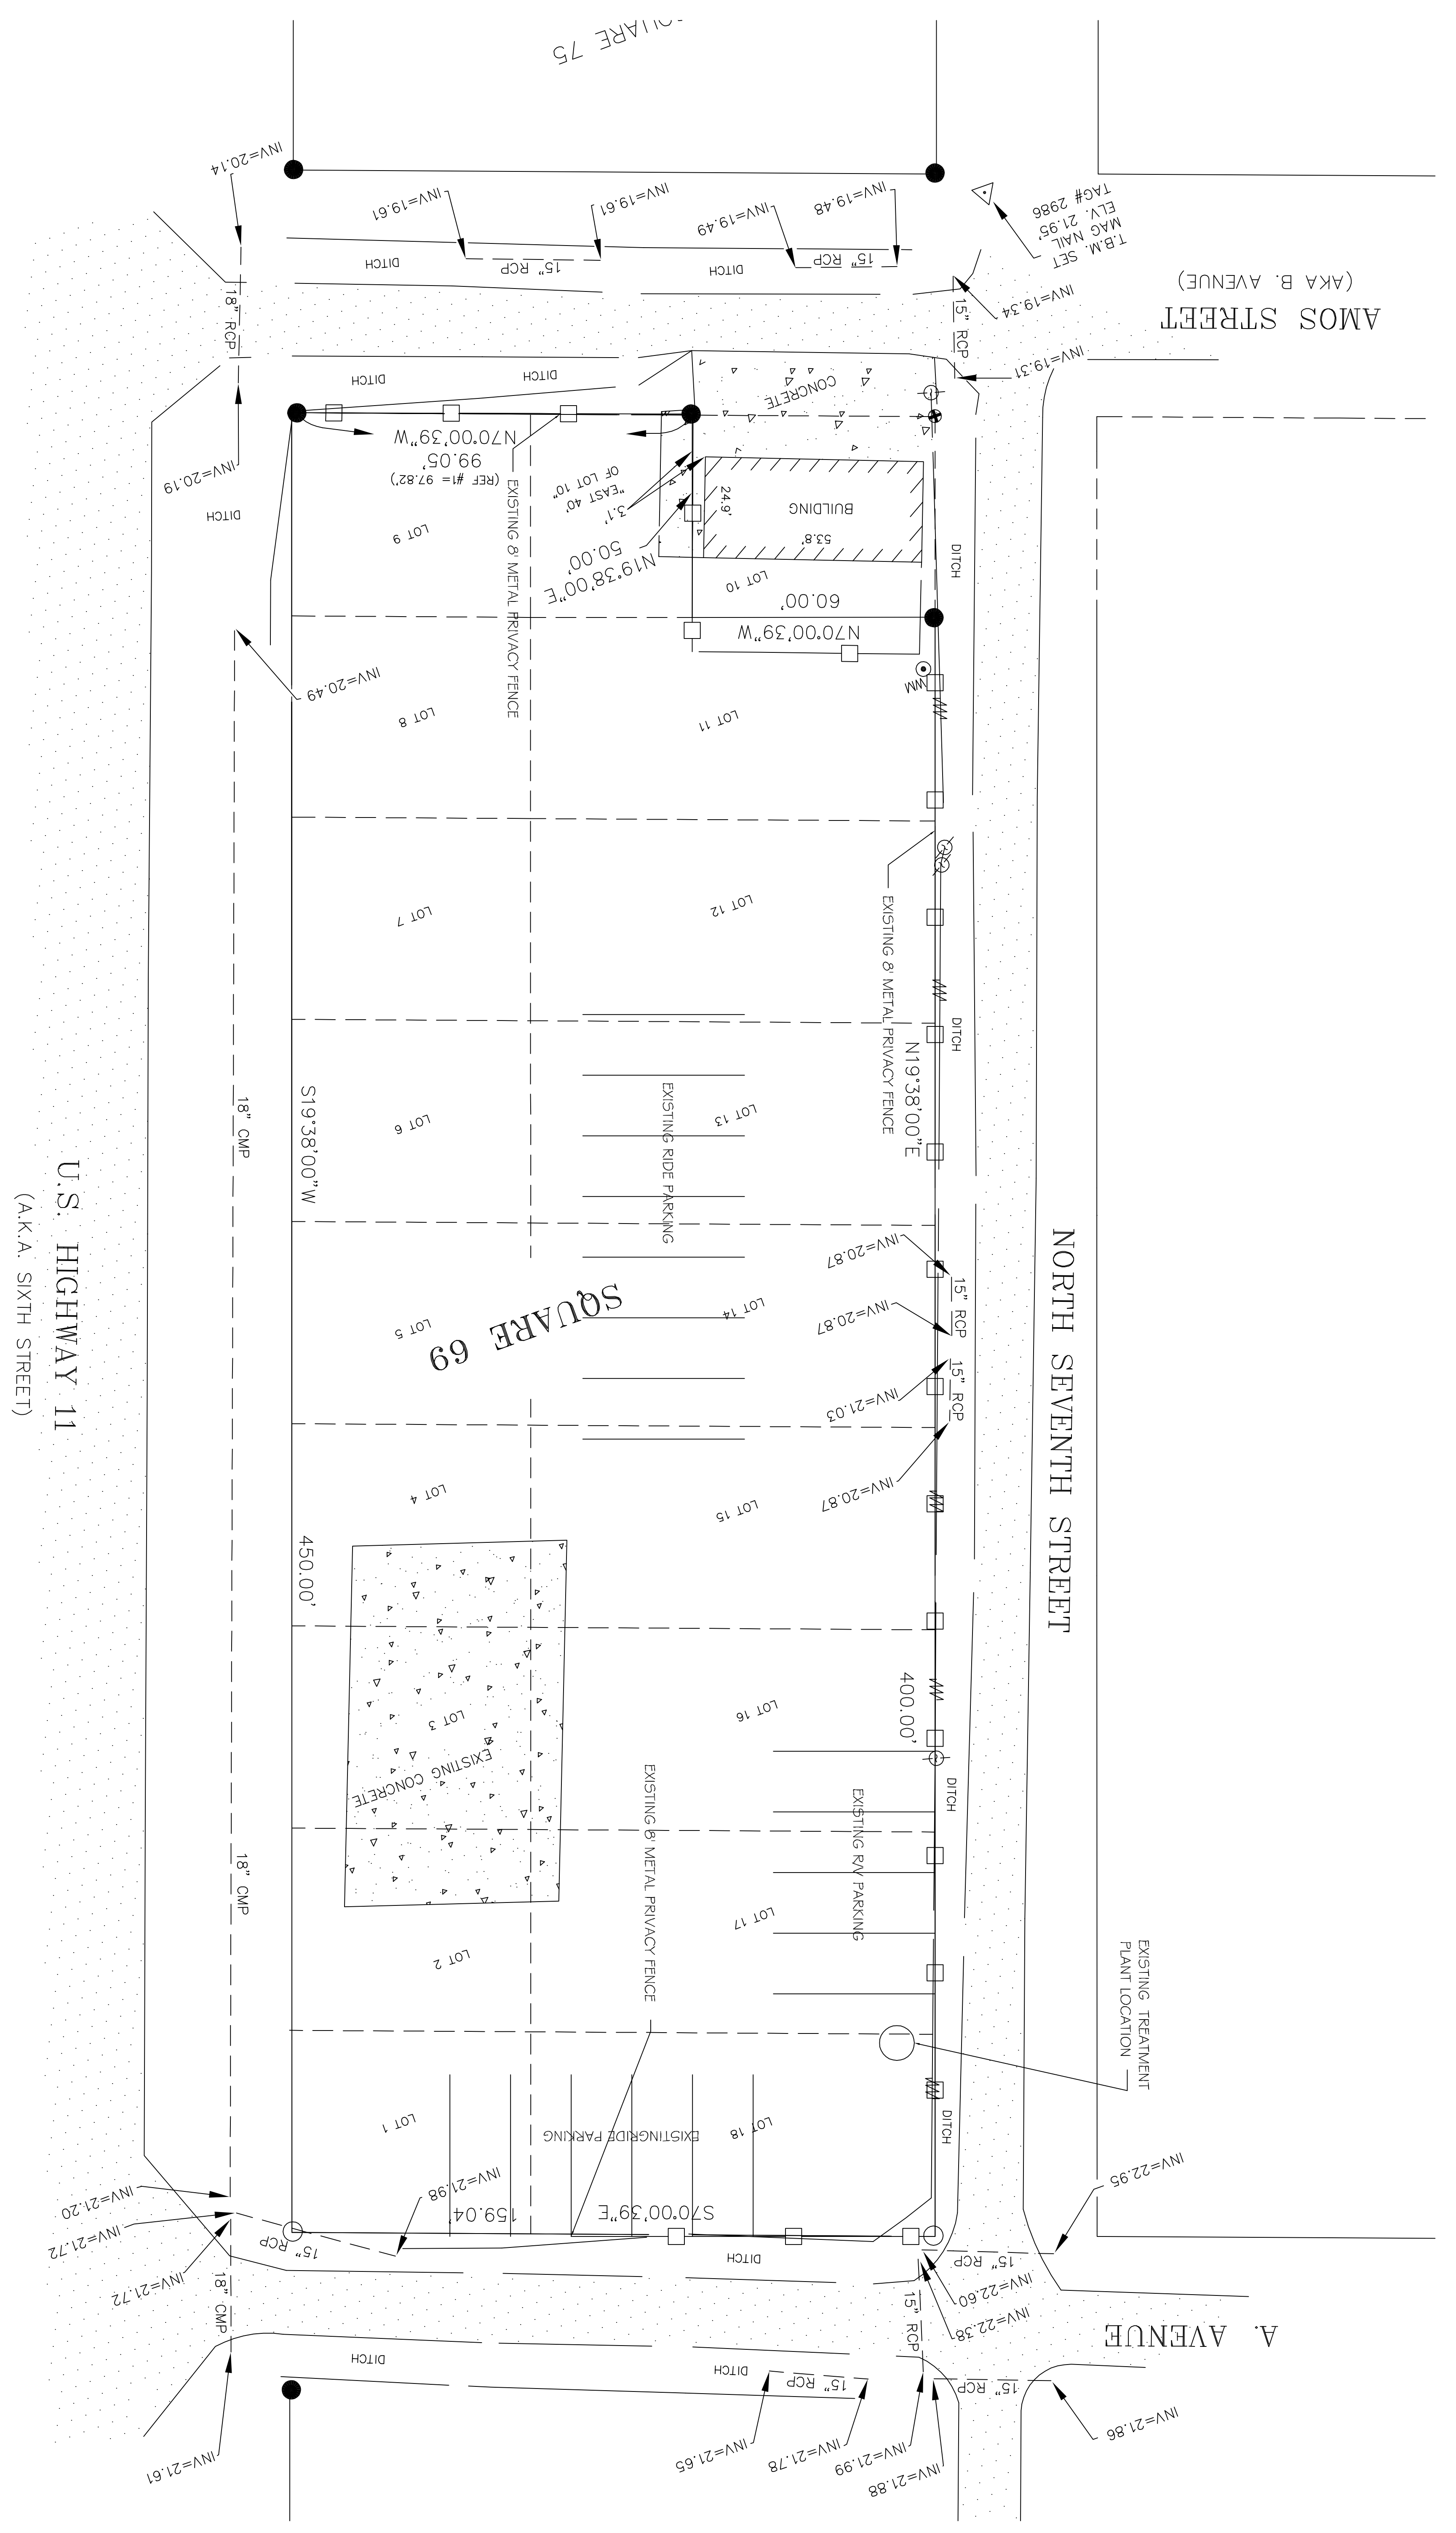 SQUARE 75
INV=20.14
INV=19.61
INV=19.61
INV=19.49
INV=19.48
T.B.M. SET
MAG NAIL
ELV. 21.95'
TAG# 2986
DITCH
15" RCP
DITCH
15" RCP
AMOS STREET
(AKA B. AVENUE)
18" RCP
15" RCP
INV=19.34
INV=19.31
DITCH
DITCH
CONCRETE
INV=20.19
DITCH
N70°00'39"W
99.05'
(REF #1= 97.82')
"EAST 40'
OF LOT 10"
3.1'
24.9'
BUILDING
53.8'
LOT 9
EXISTING 8' METAL PRIVACY FENCE
N19°38'00"E
50.00'
LOT 10
60.00'
N70°00'39"W
DITCH
INV=20.49
WM
LOT 8
LOT 11
LOT 7
LOT 12
EXISTING 8' METAL PRIVACY FENCE
N19°38'00"E
DITCH
18" CMP
S19°38'00"W
LOT 6
EXISTING RIDE PARKING
LOT 13
U.S. HIGHWAY 11
(A.K.A. SIXTH STREET)
NORTH SEVENTH STREET
INV=20.87
15" RCP
INV=20.87
SQUARE 69
LOT 5
LOT 14
15" RCP
INV=21.03
INV=20.87
LOT 4
LOT 15
450.00'
400.00'
LOT 3
EXISTING CONCRETE
LOT 16
EXISTING 8' METAL PRIVACY FENCE
EXISTING R/V PARKING
DITCH
18" CMP
LOT 2
LOT 17
EXISTING TREATMENT
PLANT LOCATION
LOT 1
EXISTINGRIDE PARKING
LOT 18
DITCH
INV=21.20
INV=21.72
INV=21.72
INV=21.98
159.04'
S70°00'39"E
INV=22.95
15" RCP
DITCH
15" RCP
INV=22.60
INV=22.38
18" CMP
15" RCP
A. AVENUE
DITCH
DITCH
15" RCP
15" RCP
INV=21.61
INV=21.65
INV=21.78
INV=21.99
INV=21.88
INV=21.86